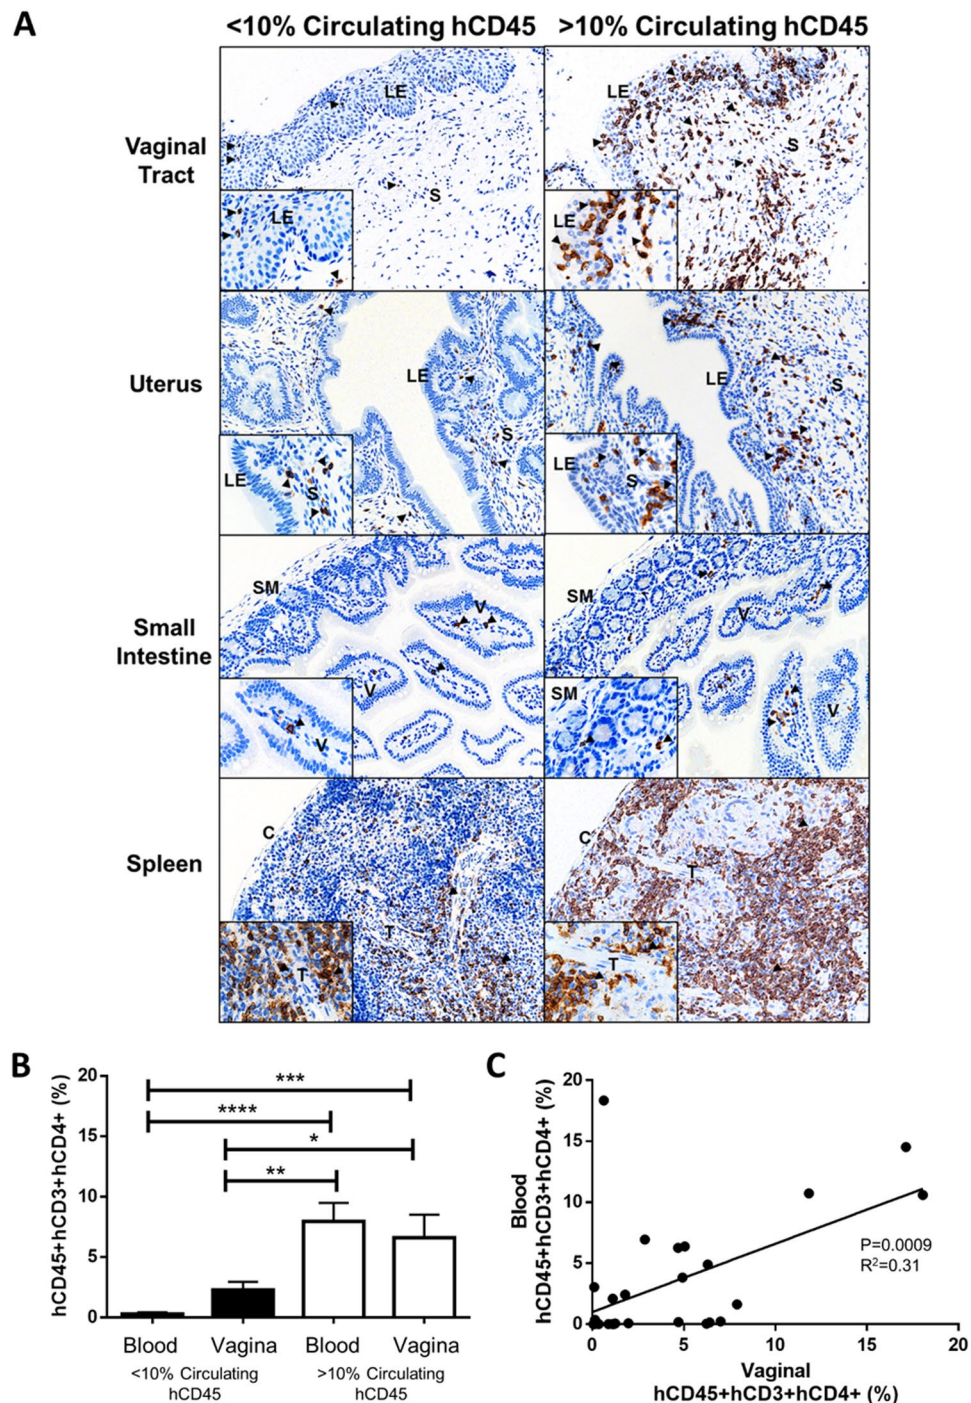 A
<10% Circulating hCD45 >10% Circulating hCD45
Vaginal
Tract
LE
S
LE
LE
S
LE
Uterus
LE
S
LE
S
LE
S
LE
S
Small
Intestine
SM
V
V
V
SM
V
V
SM
Spleen
C
T
T
C
T
T
B
hCD45+hCD3+hCD4+ (%)
20
15
10
5
0
***
****
*
**
Blood Vagina Blood Vagina
<10% Circulating
hCD45
>10% Circulating
hCD45
C
Blood
hCD45+hCD3+hCD4+ (%)
20
15
10
5
0
P=0.0009
R²=0.31
0 5 10 15 20
Vaginal
hCD45+hCD3+hCD4+ (%)